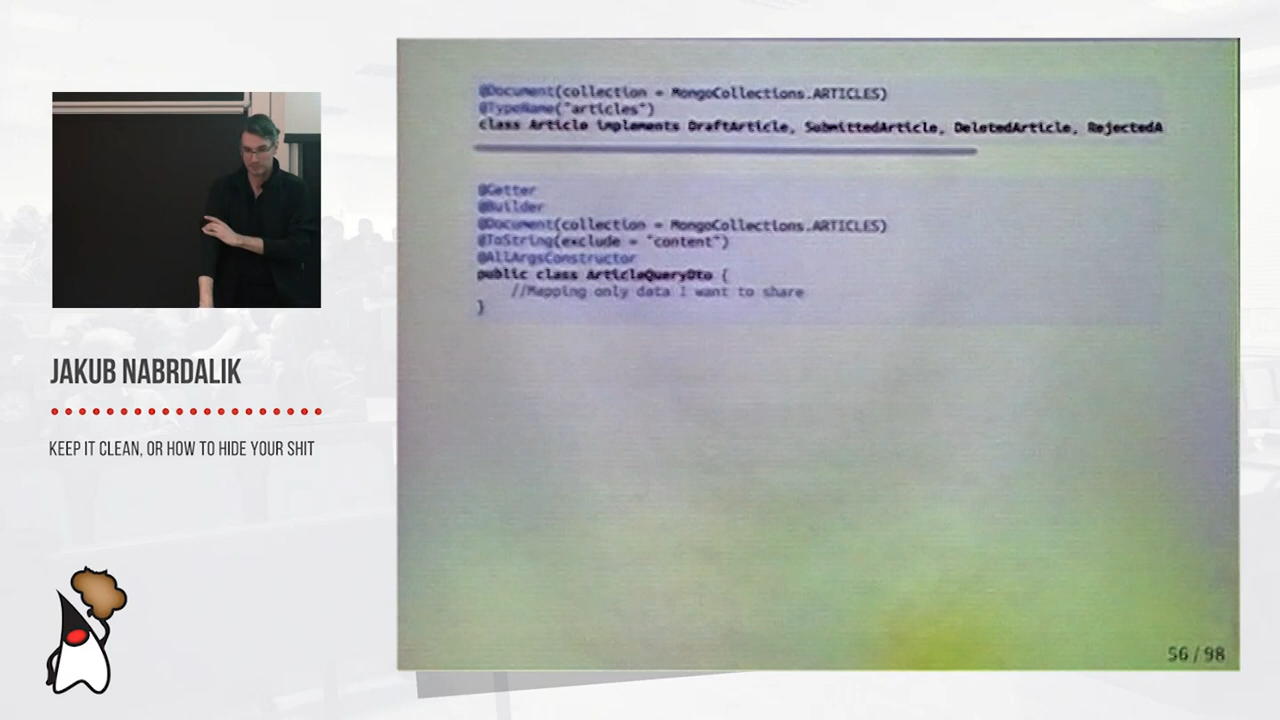 JAKUB NABRDALIK
KEEP IT CLEAN, OR HOW TO HIDE YOUR SHIT
@Document(collection = MongoCollections.ARTICLES)
@TypeName("articles")
class Article implements DraftArticle, SubmittedArticle, DeletedArticle, RejectedA
@Getter
@Builder
@Document(collection = MongoCollections.ARTICLES)
@ToString(exclude = "content")
@AllArgsConstructor
public class ArticleQueryDto {
//Mapping only data I want to share
}
56 / 98